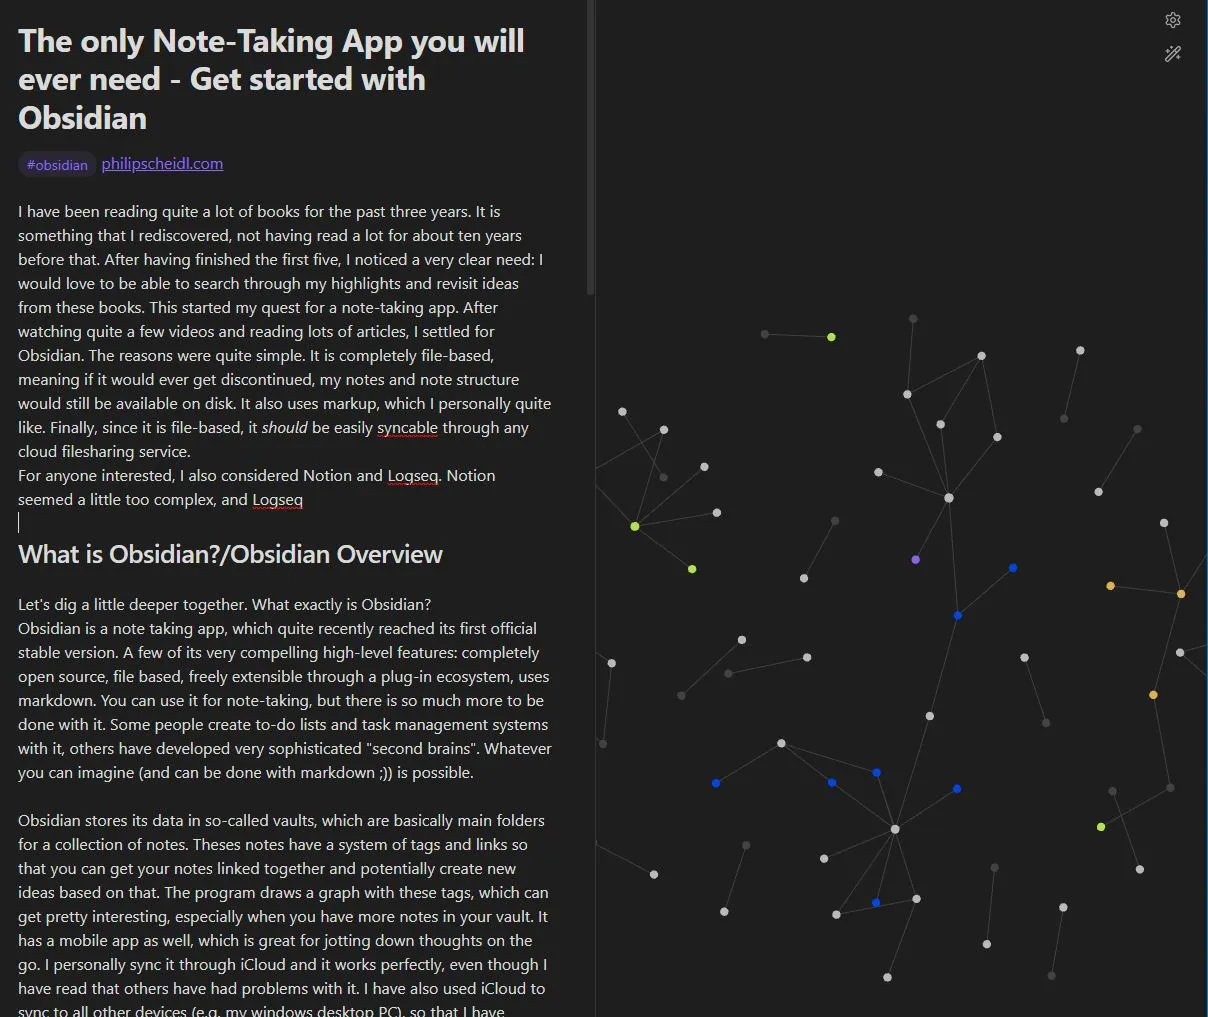 The only Note-Taking App you will
ever need - Get started with
Obsidian
#obsidian philipscheidl.com
I have been reading quite a lot of books for the past three years. It is
something that I rediscovered, not having read a lot for about ten years
before that. After having finished the first five, I noticed a very clear need: I
would love to be able to search through my highlights and revisit ideas
from these books. This started my quest for a note-taking app. After
watching quite a few videos and reading lots of articles, I settled for
Obsidian. The reasons were quite simple. It is completely file-based,
meaning if it would ever get discontinued, my notes and note structure
would still be available on disk. It also uses markup, which I personally quite
like. Finally, since it is file-based, it should be easily syncable through any
cloud filesharing service.
For anyone interested, I also considered Notion and Logseq. Notion
seemed a little too complex, and Logseq
What is Obsidian?/Obsidian Overview
Let's dig a little deeper together. What exactly is Obsidian?
Obsidian is a note taking app, which quite recently reached its first official
stable version. A few of its very compelling high-level features: completely
open source, file based, freely extensible through a plug-in ecosystem, uses
markdown. You can use it for note-taking, but there is so much more to be
done with it. Some people create to-do lists and task management systems
with it, others have developed very sophisticated "second brains". Whatever
you can imagine (and can be done with markdown ;)) is possible.
Obsidian stores its data in so-called vaults, which are basically main folders
for a collection of notes. Theses notes have a system of tags and links so
that you can get your notes linked together and potentially create new
ideas based on that. The program draws a graph with these tags, which can
get pretty interesting, especially when you have more notes in your vault. It
has a mobile app as well, which is great for jotting down thoughts on the
go. I personally sync it through iCloud and it works perfectly, even though I
have read that others have had problems with it. I have also used iCloud to
sync to all other devices (e.g. my windows desktop PC), so that I have